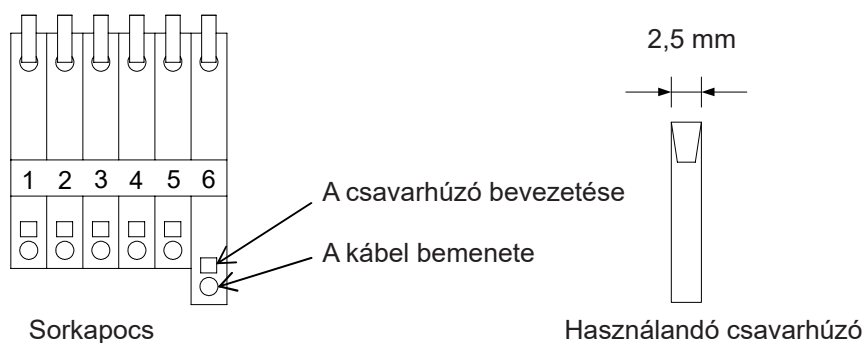 2,5 mm
1 2 3 4 5 6
A csavarhúzó bevezetése
A kábel bemenete
Sorkapocs
Használandó csavarhúzó